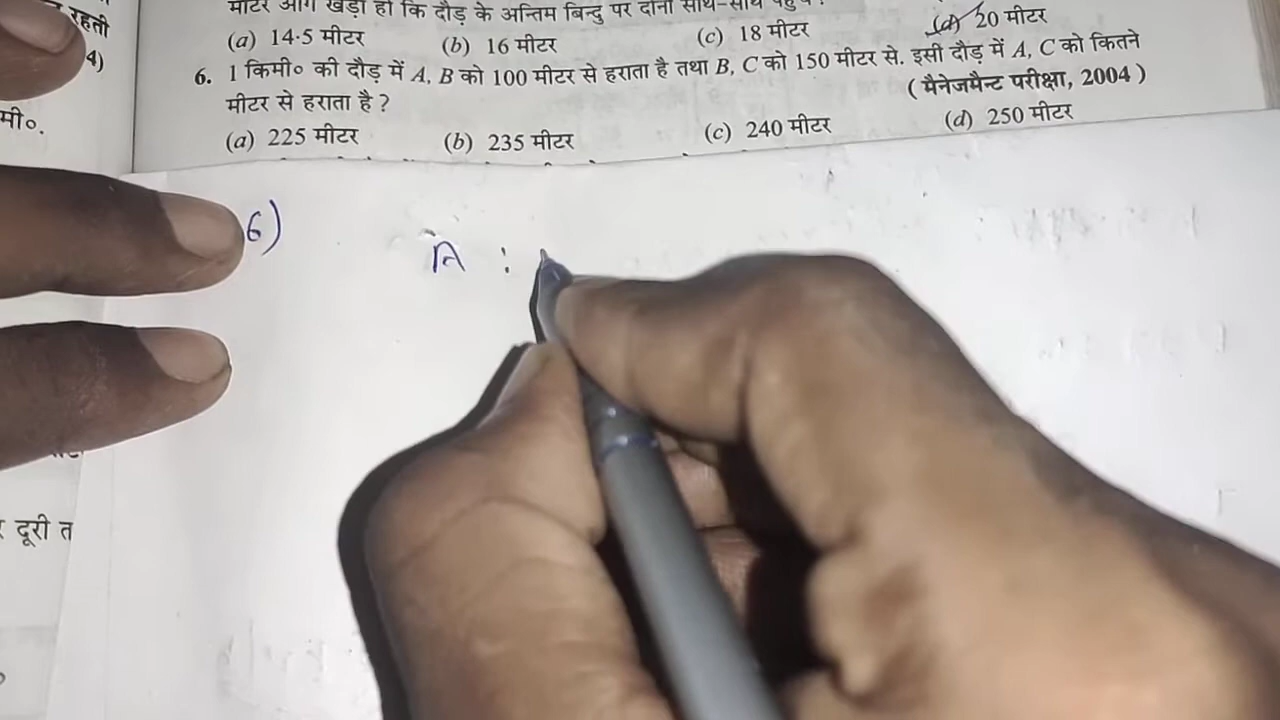 रहती
4)
मी०.
मीटर आगे खड़ा हो कि दौड़ के अन्तिम बिन्दु पर दोनों साथ-साथ पहुँचे ?
(a) 14·5 मीटर (b) 16 मीटर (c) 18 मीटर (d) 20 मीटर
6. 1 किमी० की दौड़ में A, B को 100 मीटर से हराता है तथा B, C को 150 मीटर से. इसी दौड़ में A, C को कितने
मीटर से हराता है ? (मैनेजमैन्ट परीक्षा, 2004)
(a) 225 मीटर (b) 235 मीटर (c) 240 मीटर (d) 250 मीटर
6) A :
दूरी त